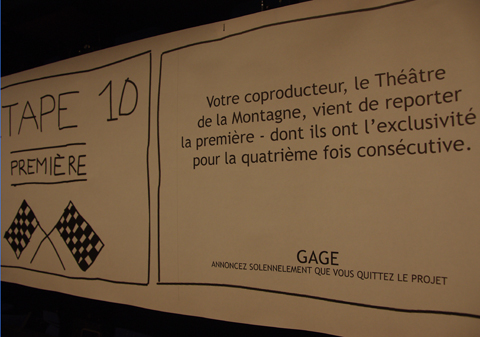 TAPE 10
PREMIÈRE
Votre coproducteur, le Théâtre
de la Montagne, vient de reporter
la première - dont ils ont l'exclusivité
pour la quatrième fois consécutive.
GAGE
ANNONCEZ SOLENNELEMENT QUE VOUS QUITTEZ LE PROJET